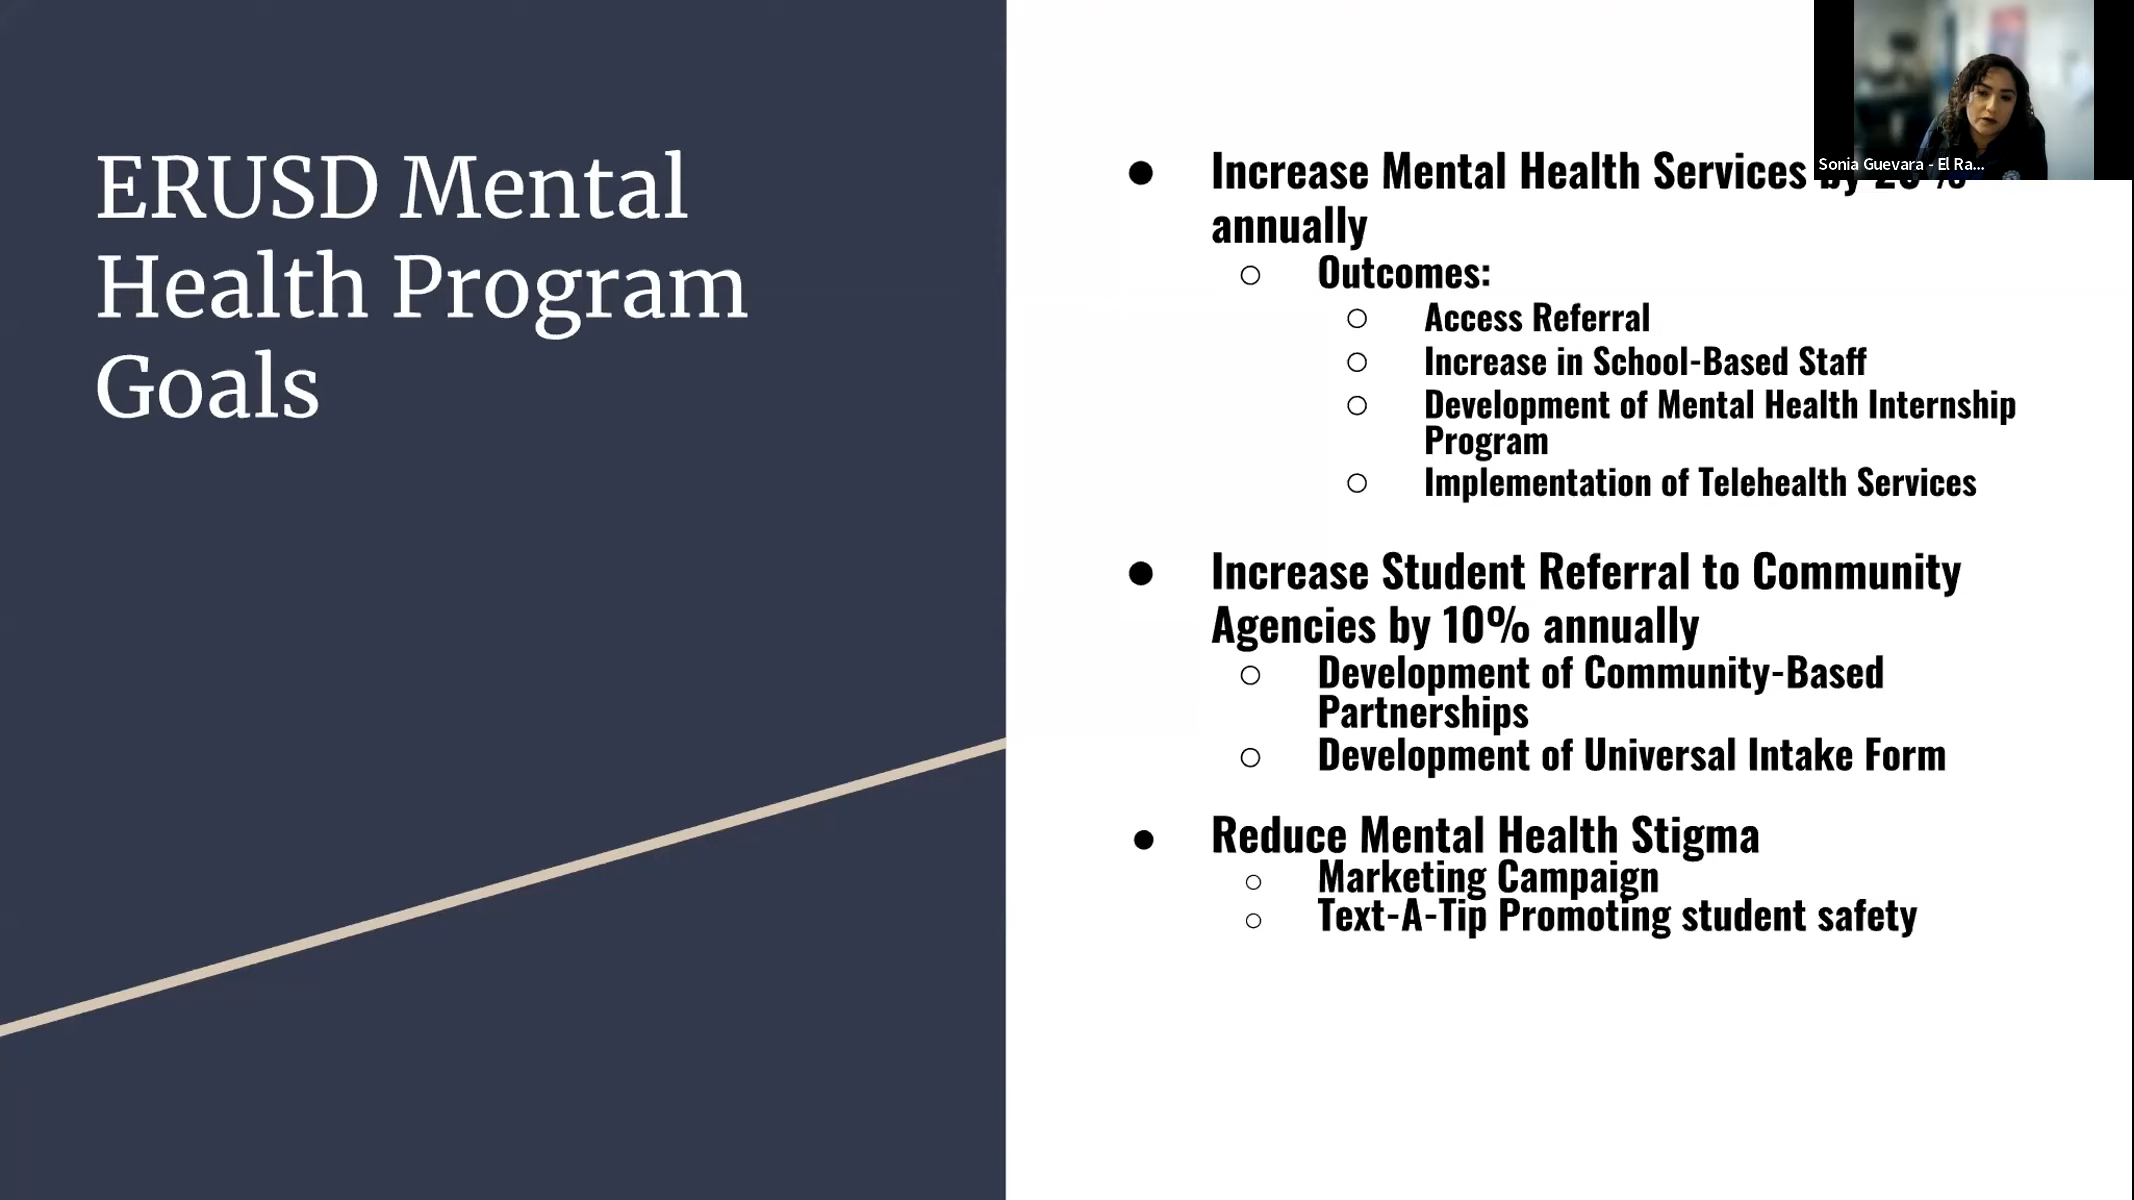 ERUSD Mental
Health Program
Goals
Sonia Guevara - El Ra...
● Increase Mental Health Services by
annually
○ Outcomes:
○ Access Referral
○ Increase in School-Based Staff
○ Development of Mental Health Internship
Program
○ Implementation of Telehealth Services
● Increase Student Referral to Community
Agencies by 10% annually
○ Development of Community-Based
Partnerships
○ Development of Universal Intake Form
● Reduce Mental Health Stigma
○ Marketing Campaign
○ Text-A-Tip Promoting student safety